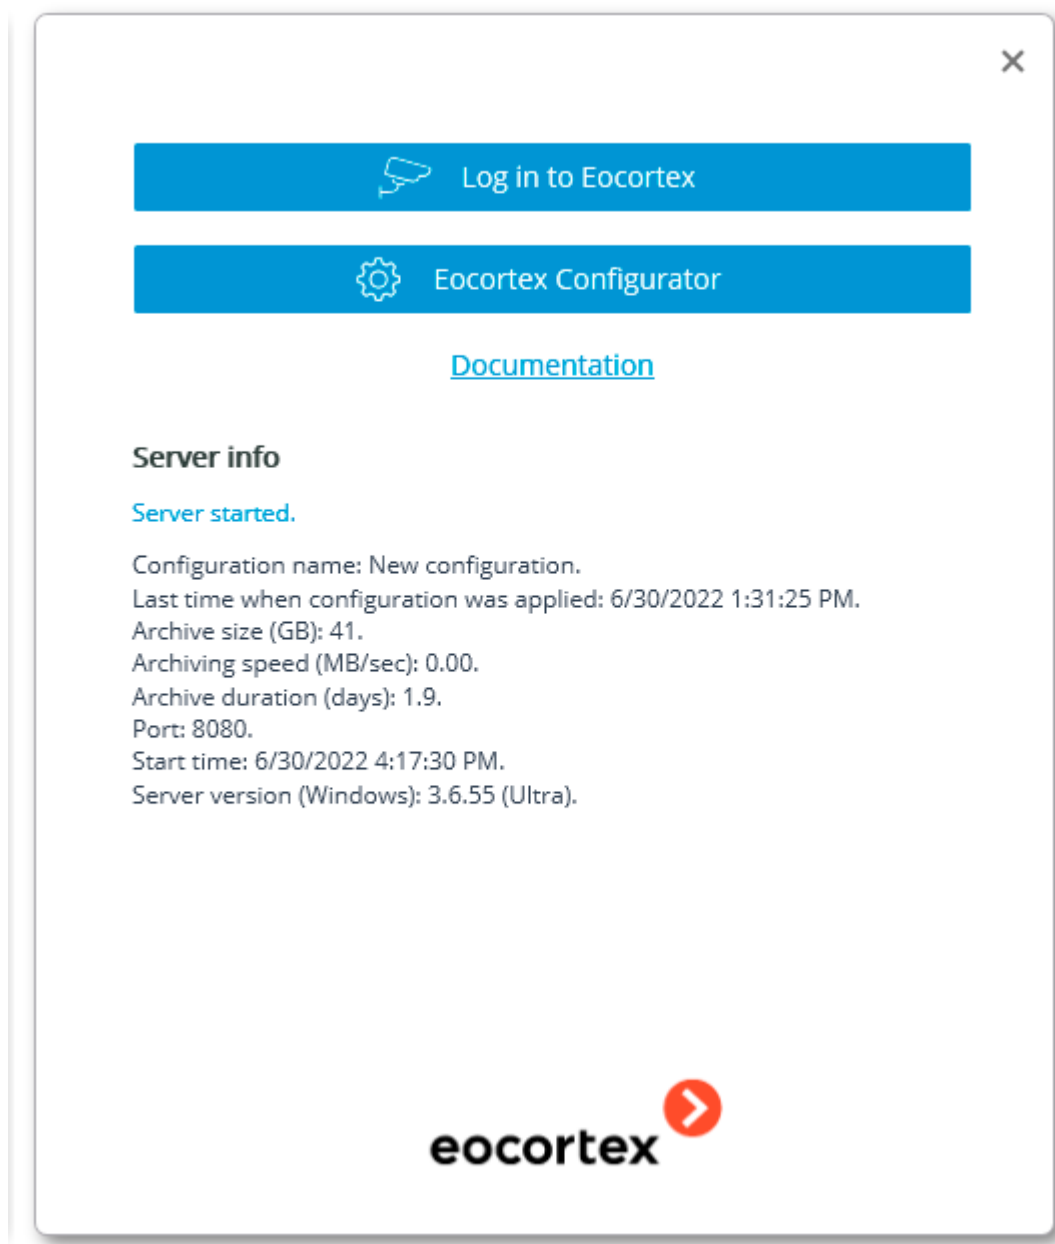 Log in to Eocortex
Eocortex Configurator
Documentation
Server info
Server started.
Configuration name: New configuration.
Last time when configuration was applied: 6/30/2022 1:31:25 PM.
Archive size (GB): 41.
Archiving speed (MB/sec): 0.00.
Archive duration (days): 1.9.
Port: 8080.
Start time: 6/30/2022 4:17:30 PM.
Server version (Windows): 3.6.55 (Ultra).
eocortex